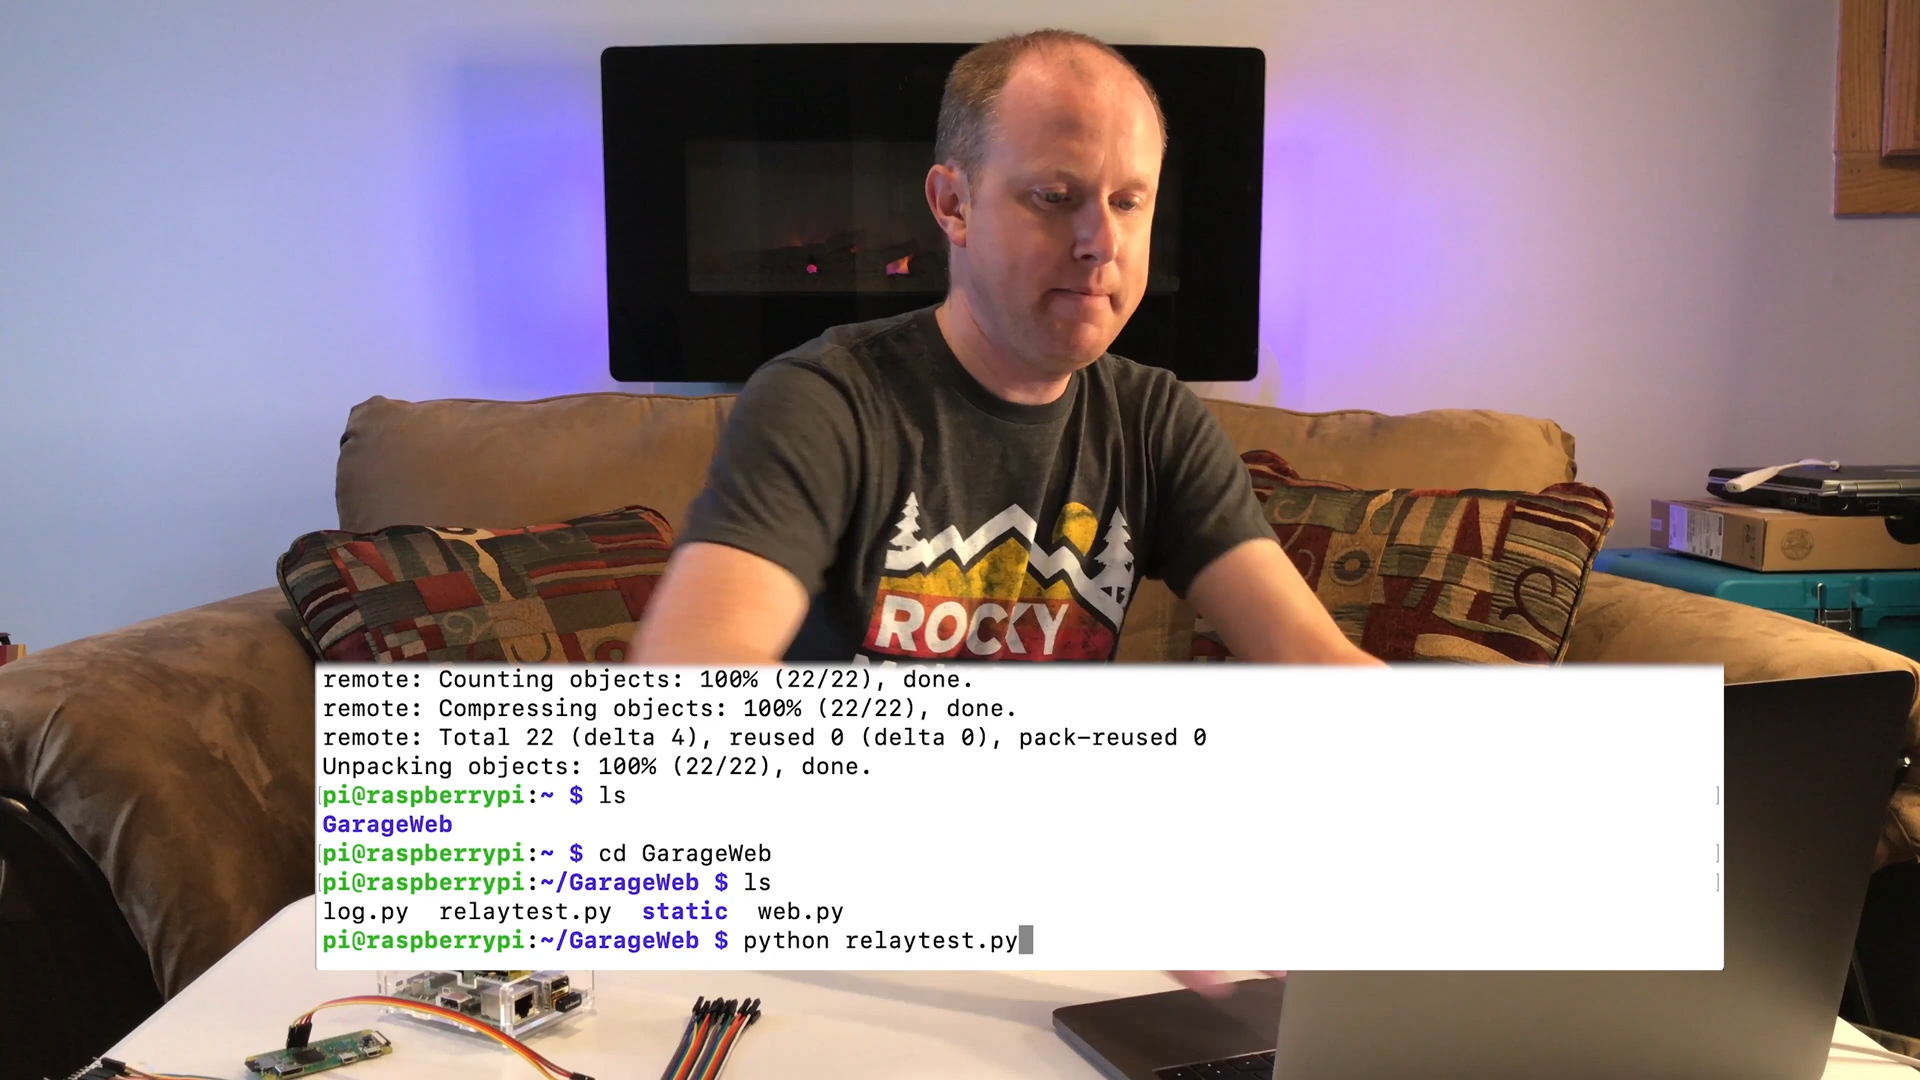 ROCKY
remote: Counting objects: 100% (22/22), done.
remote: Compressing objects: 100% (22/22), done.
remote: Total 22 (delta 4), reused 0 (delta 0), pack-reused 0
Unpacking objects: 100% (22/22), done.
[pi@raspberrypi:~ $ ls ]
GarageWeb
[pi@raspberrypi:~ $ cd GarageWeb ]
[pi@raspberrypi:~/GarageWeb $ ls ]
log.py relaytest.py static web.py
pi@raspberrypi:~/GarageWeb $ python relaytest.py